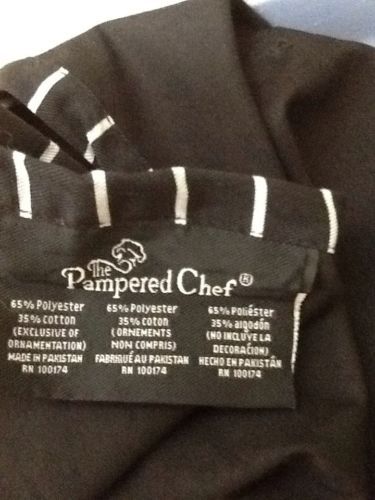 The
Pampered Chef®
65% Polyester
35% cotton
(EXCLUSIVE OF
ORNAMENTATION)
MADE IN PAKISTAN
RN 100174
65% Polyester
35% coton
(ORNEMENTS
NON COMPRIS)
FABRIQUÉ AU PAKISTAN
RN 100174
65% Poliéster
35% algodón
(NO INCLUYE LA
DECORACIÓN)
HECHO EN PAKISTÁN
RN 100174